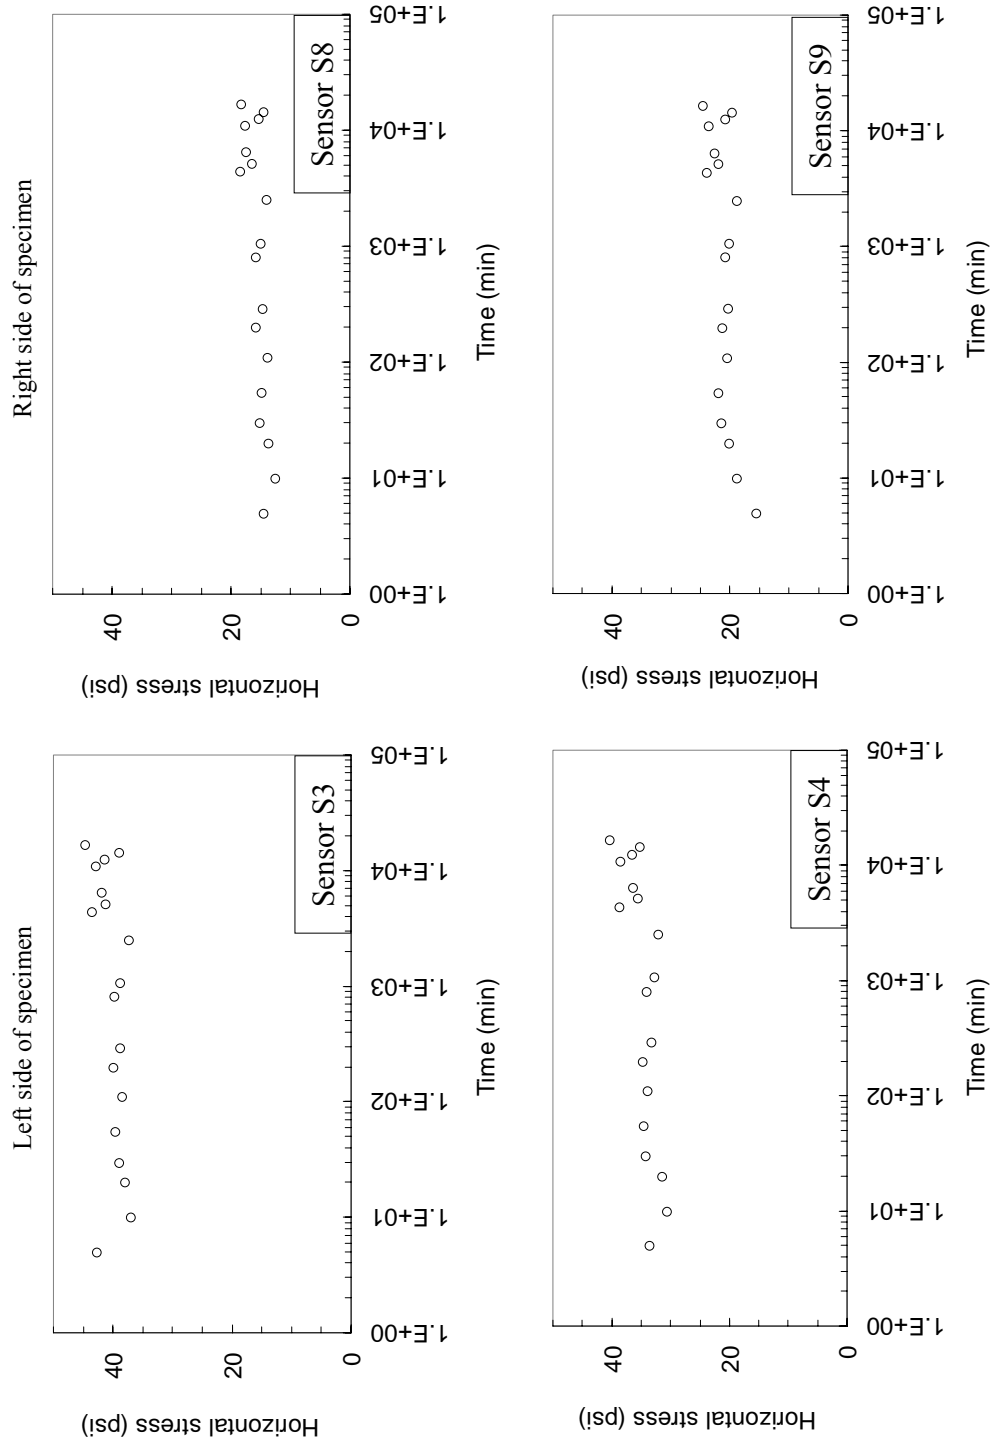 Left side of specimen
Right side of specimen
Horizontal stress (psi)
40
20
0
Sensor S3
1.E+00
1.E+01
1.E+02
1.E+03
1.E+04
1.E+05
Time (min)
Horizontal stress (psi)
40
20
0
Sensor S8
1.E+00
1.E+01
1.E+02
1.E+03
1.E+04
1.E+05
Time (min)
Horizontal stress (psi)
40
20
0
Sensor S4
1.E+00
1.E+01
1.E+02
1.E+03
1.E+04
1.E+05
Time (min)
Horizontal stress (psi)
40
20
0
Sensor S9
1.E+00
1.E+01
1.E+02
1.E+03
1.E+04
1.E+05
Time (min)